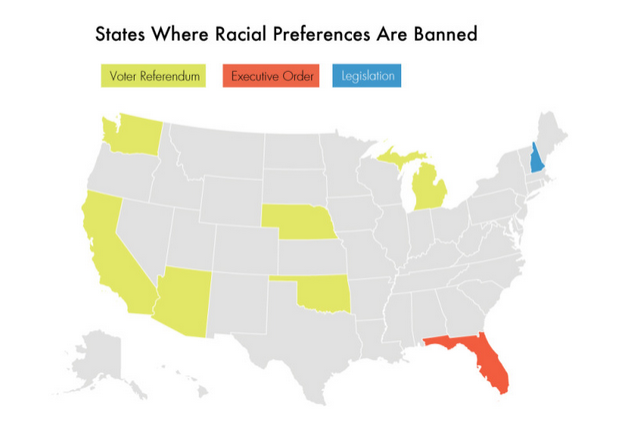 States Where Racial Preferences Are Banned
Voter Referendum
Executive Order
Legislation